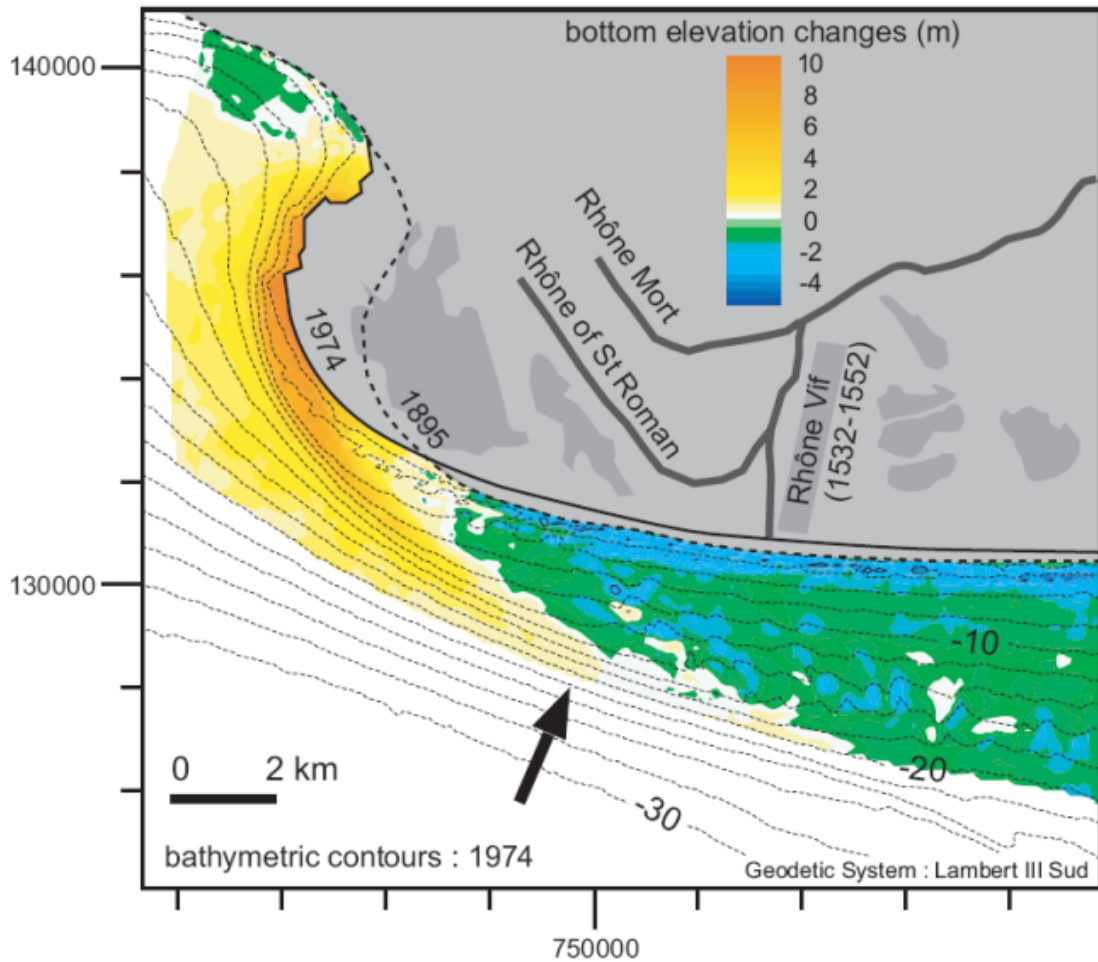 bottom elevation changes (m)
140000
10
8
6
4
2
0
-2
-4
Rhône Mort
Rhône of St Roman
1974
1895
Rhône Vif
(1532-1552)
130000
-10
-20
-30
0 2 km
bathymetric contours : 1974
Geodetic System : Lambert III Sud
750000